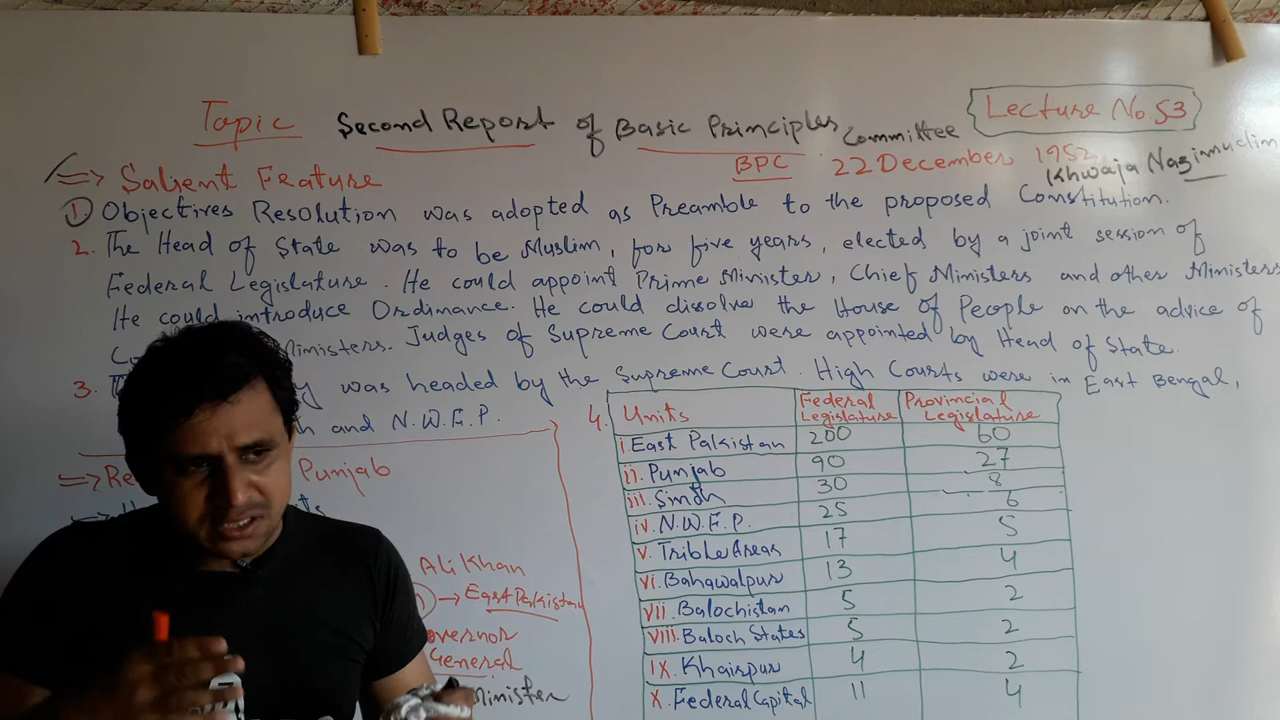 Topic Second Report of Basic Principles Committee
Lecture No. 53
BPC 22 December 1952
Khwaja Nazimudin
=> Salient Feature
1 Objectives Resolution was adopted as Preamble to the proposed Constitution.
2. The Head of State was to be Muslim, for five years, elected by a joint session of
Federal Legislature. He could appoint Prime Minister, Chief Ministers and other Ministers
He could introduce Ordinance. He could dissolve the House of People on the advice of
Ministers. Judges of Supreme Court were appointed by Head of State.
3. was headed by the Supreme Court. High Courts were in East Bengal,
and N.W.F.P.
=> Punjab
Ali Khan
→ East Pakistan
General
Minister
4. Units Federal Legislature Provincial Legislature
i. East Pakistan 200 60
ii. Punjab 90 27
iii. Sindh 30 8
iv. N.W.F.P. 25 6
v. Trible Areas 17 5
vi. Bahawalpur 13 4
vii. Balochistan 5 2
viii. Baloch States 5 2
ix. Khairpur 4 2
x. Federal Capital 11 4